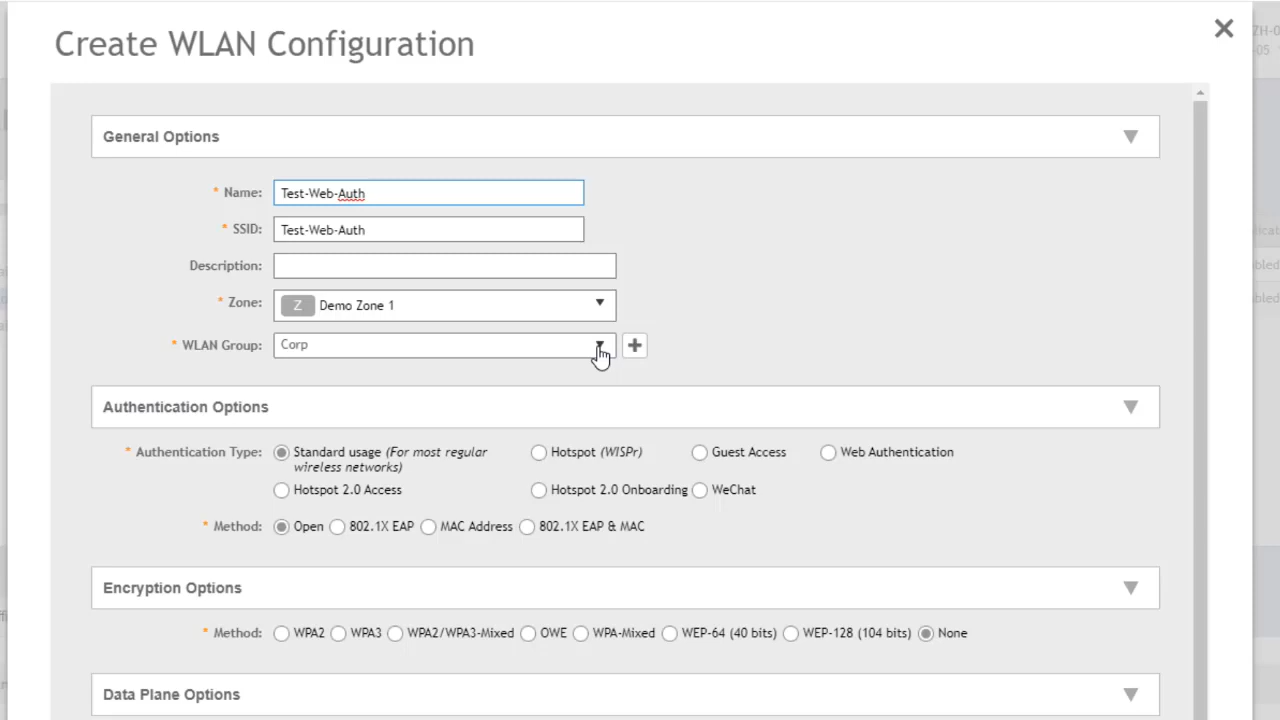 Create WLAN Configuration
General Options
* Name: Test-Web-Auth
* SSID: Test-Web-Auth
Description:
* Zone: Z Demo Zone 1
* WLAN Group: Corp
Authentication Options
* Authentication Type: Standard usage (For most regular wireless networks) Hotspot (WISPr) Guest Access Web Authentication
Hotspot 2.0 Access Hotspot 2.0 Onboarding WeChat
* Method: Open 802.1X EAP MAC Address 802.1X EAP & MAC
Encryption Options
* Method: WPA2 WPA3 WPA2/WPA3-Mixed OWE WPA-Mixed WEP-64 (40 bits) WEP-128 (104 bits) None
Data Plane Options